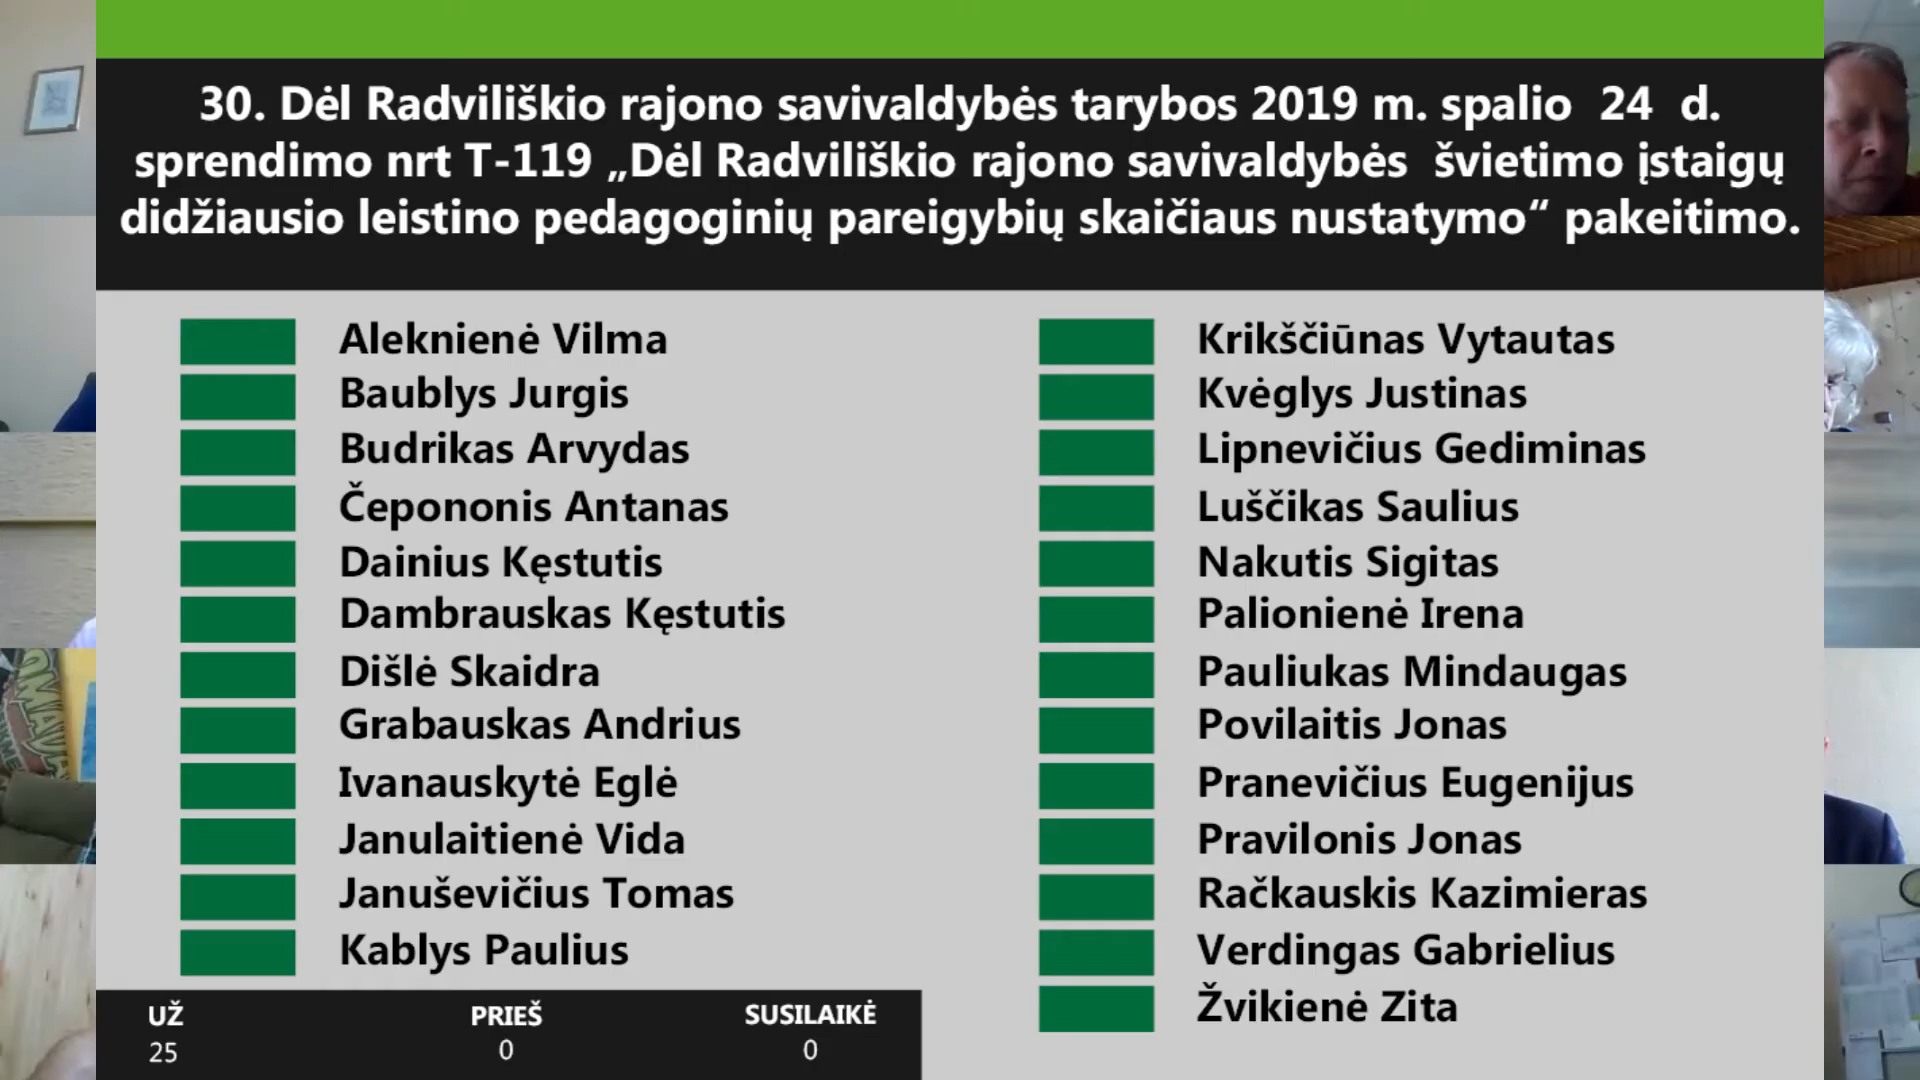 30. Dėl Radviliškio rajono savivaldybės tarybos 2019 m. spalio 24 d.
sprendimo nrt T-119 „Dėl Radviliškio rajono savivaldybės švietimo įstaigų
didžiausio leistino pedagoginių pareigybių skaičiaus nustatymo“ pakeitimo.
Aleknienė Vilma
Baublys Jurgis
Budrikas Arvydas
Čepononis Antanas
Dainius Kęstutis
Dambrauskas Kęstutis
Dišlė Skaidra
Grabauskas Andrius
Ivanauskytė Eglė
Janulaitienė Vida
Januševičius Tomas
Kablys Paulius
Krikščiūnas Vytautas
Kvėglys Justinas
Lipnevičius Gediminas
Luščikas Saulius
Nakutis Sigitas
Palionienė Irena
Pauliukas Mindaugas
Povilaitis Jonas
Pranevičius Eugenijus
Pravilonis Jonas
Račkauskis Kazimieras
Verdingas Gabrielius
Žvikienė Zita
UŽ PRIEŠ SUSILAIKĖ
25 0 0